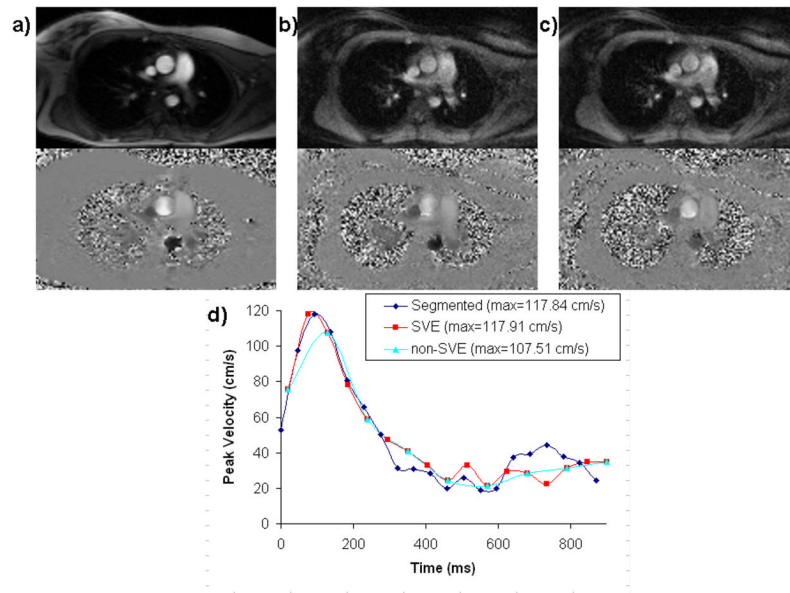 a)
b)
c)
d)
Segmented (max=117.84 cm/s)
SVE (max=117.91 cm/s)
non-SVE (max=107.51 cm/s)
Peak Velocity (cm/s)
120
100
80
60
40
20
0
0
200
400
600
800
Time (ms)